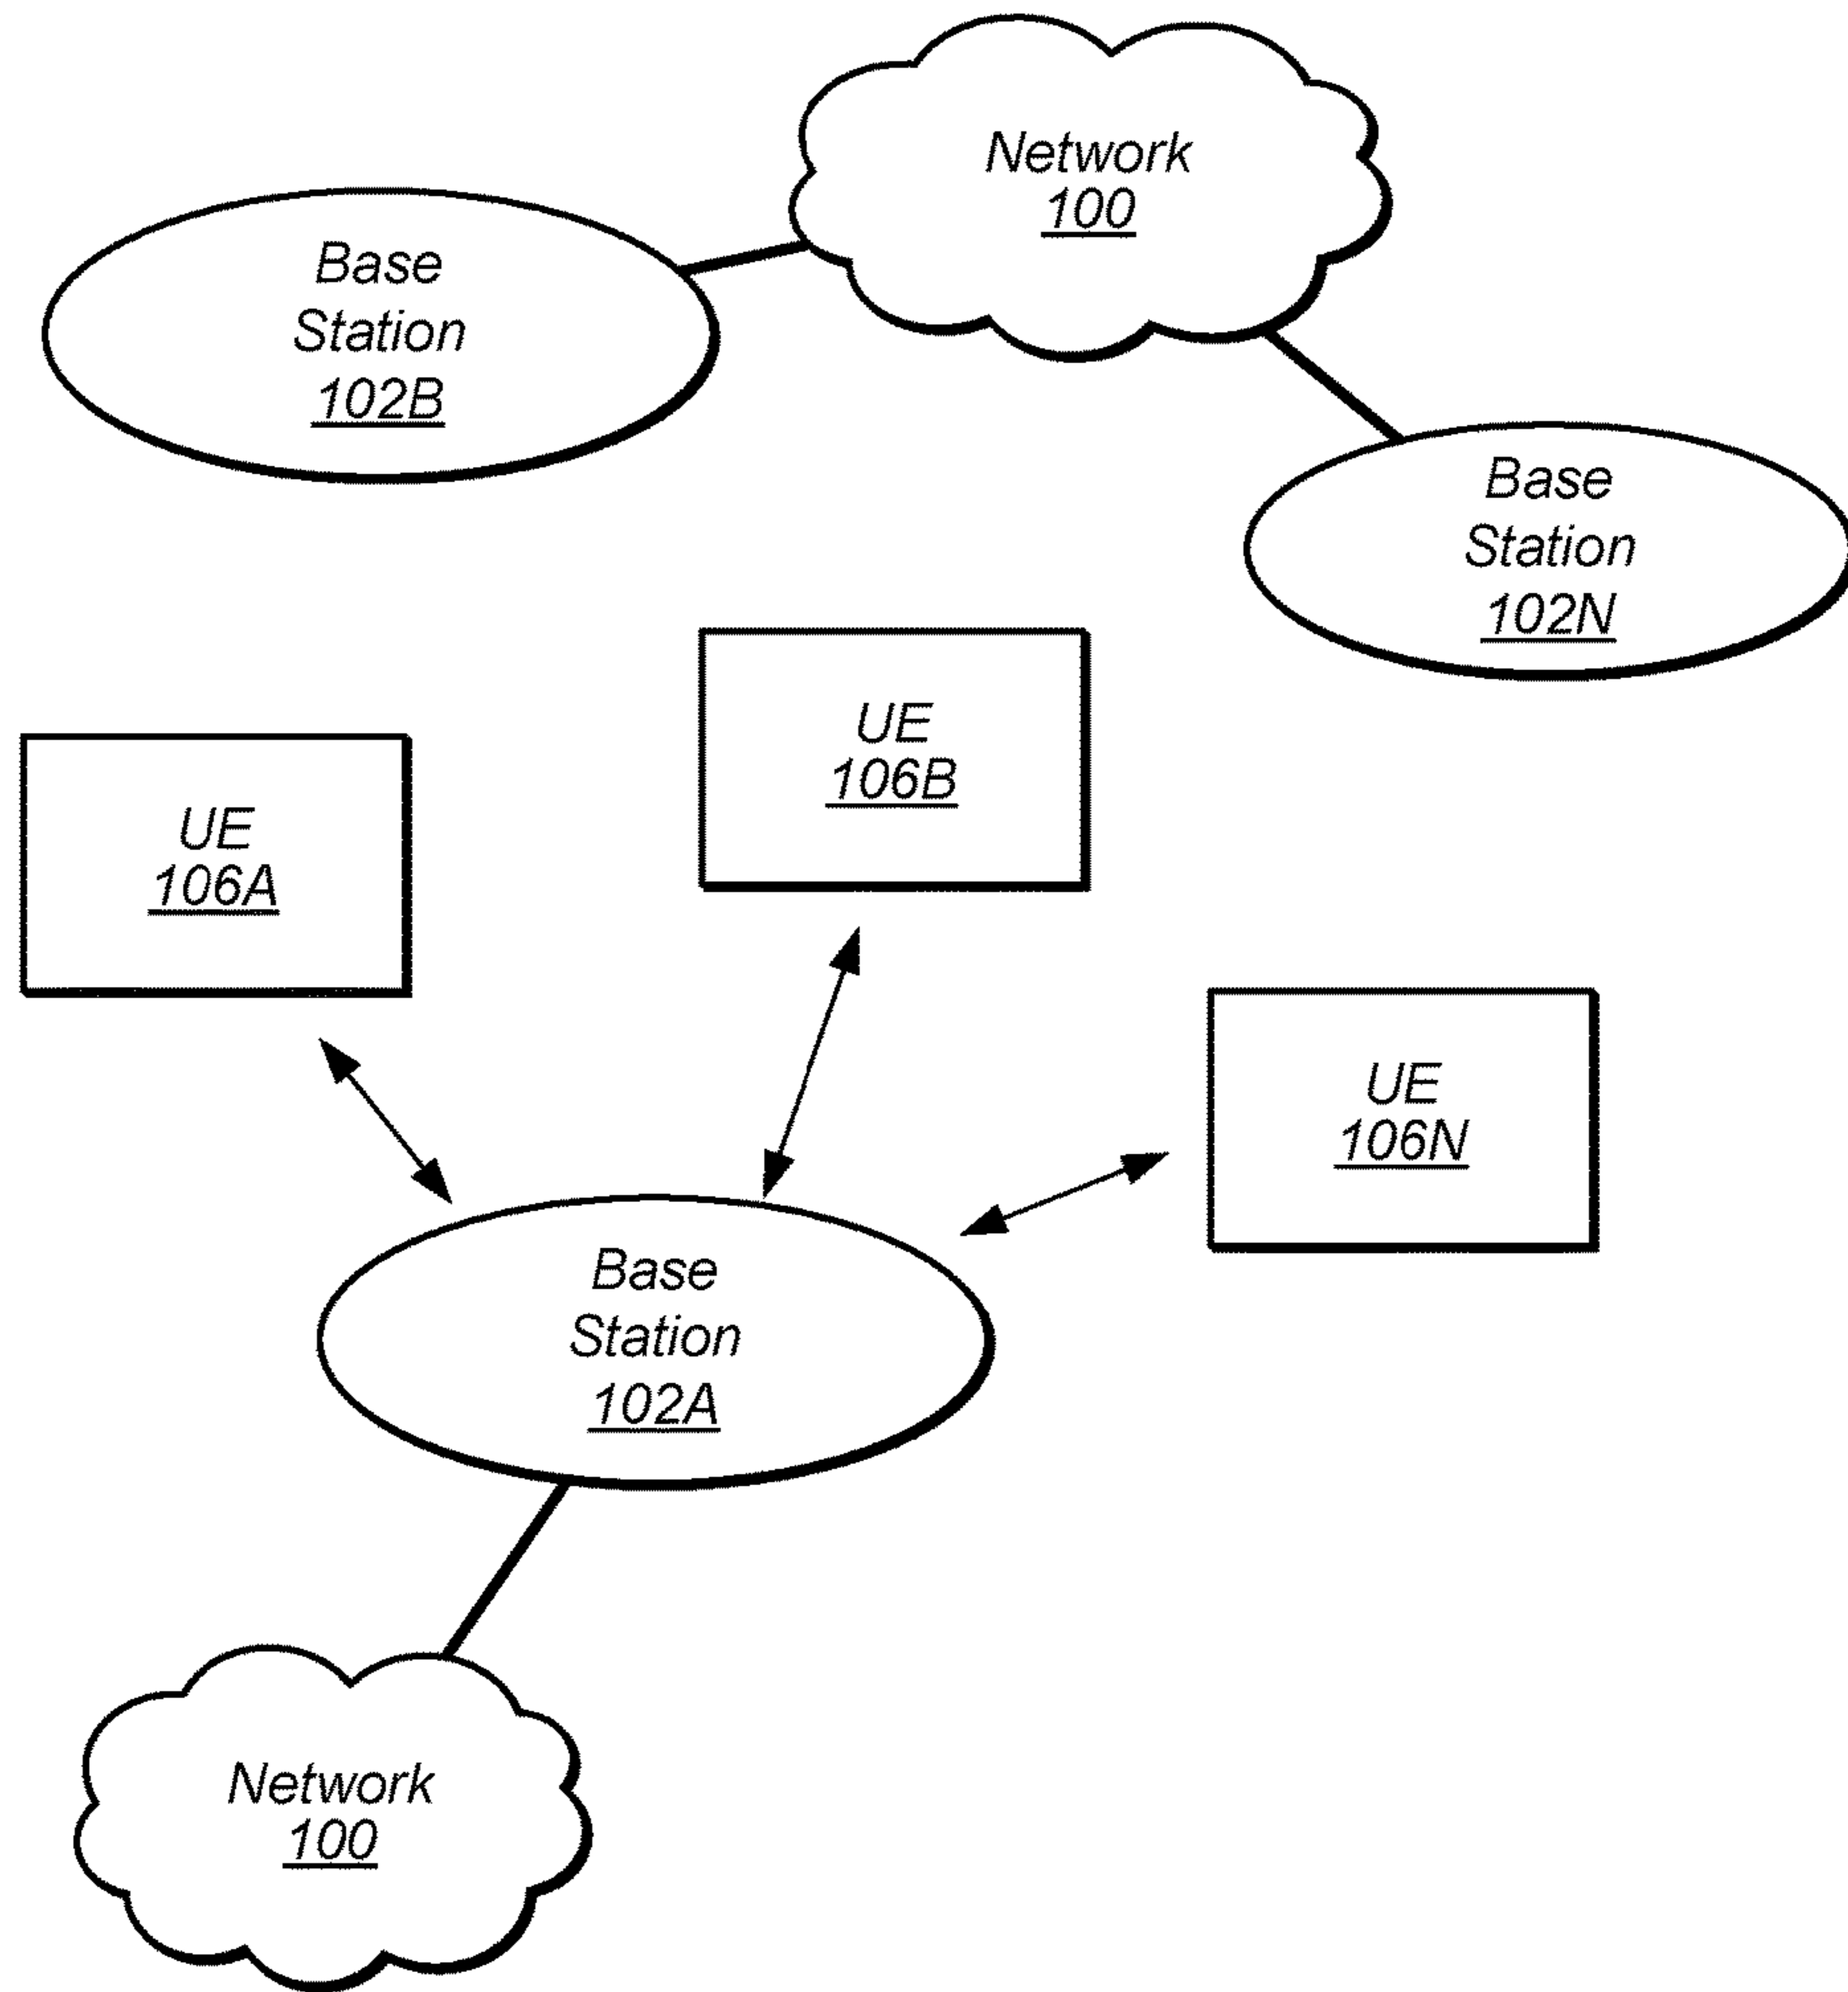 Network
100
Base
Station
102B
Base
Station
102N
UE
106B
UE
106A
UE
106N
Base
Station
102A
Network
100